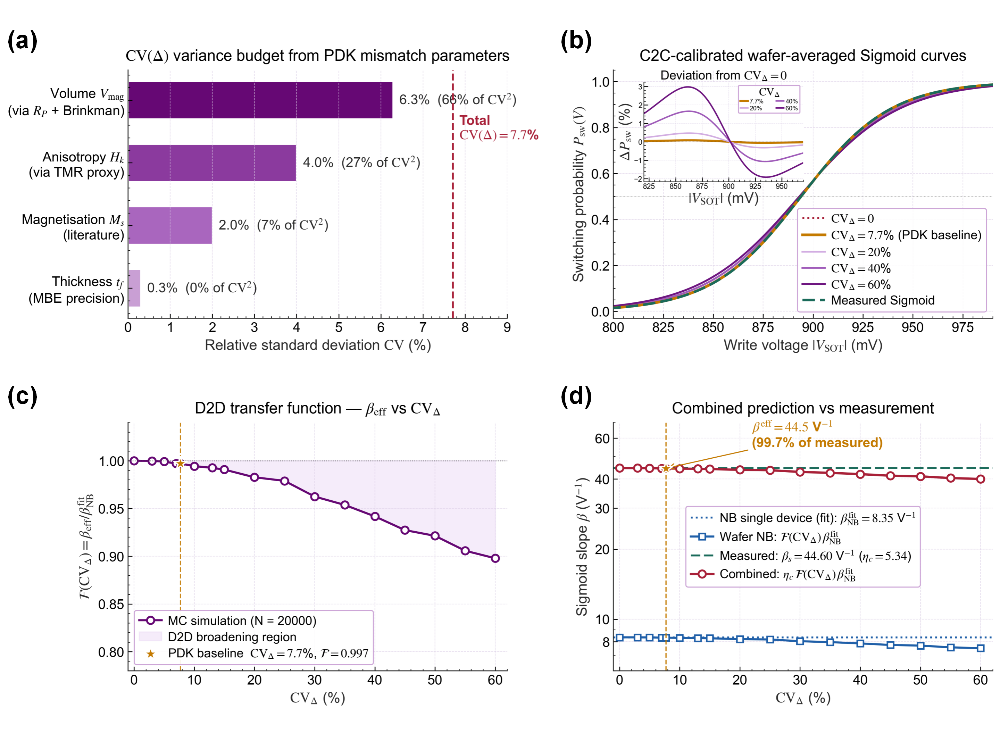 (a)
CV(Δ) variance budget from PDK mismatch parameters
Volume V_mag
(via R_P + Brinkman)
6.3% (66% of CV²)
Total
CV(Δ) = 7.7%
Anisotropy H_k
(via TMR proxy)
4.0% (27% of CV²)
Magnetisation M_s
(literature)
2.0% (7% of CV²)
Thickness t_f
(MBE precision)
0.3% (0% of CV²)
0 1 2 3 4 5 6 7 8 9
Relative standard deviation CV (%)
(b)
C2C-calibrated wafer-averaged Sigmoid curves
Switching probability P_sw(V)
1.0
0.8
0.6
0.4
0.2
0.0
Deviation from CV_Δ = 0
ΔP_sw (%)
3
2
1
0
−1
−2
CV_Δ
7.7% 40%
20% 60%
825 850 875 900 925 950
|V_SOT| (mV)
CV_Δ = 0
CV_Δ = 7.7% (PDK baseline)
CV_Δ = 20%
CV_Δ = 40%
CV_Δ = 60%
Measured Sigmoid
800 825 850 875 900 925 950 975
Write voltage |V_SOT| (mV)
(c)
D2D transfer function — β_eff vs CV_Δ
F(CV_Δ) = β_eff/β_NB^fit
1.00
0.95
0.90
0.85
0.80
MC simulation (N = 20000)
D2D broadening region
PDK baseline CV_Δ = 7.7%, F = 0.997
0 10 20 30 40 50 60
CV_Δ (%)
(d)
Combined prediction vs measurement
β^eff = 44.5 V⁻¹
(99.7% of measured)
Sigmoid slope β (V⁻¹)
60
40
30
20
10
8
NB single device (fit): β_NB^fit = 8.35 V⁻¹
Wafer NB: F(CV_Δ)β_NB^fit
Measured: β_s = 44.60 V⁻¹ (η_c = 5.34)
Combined: η_c F(CV_Δ)β_NB^fit
0 10 20 30 40 50 60
CV_Δ (%)